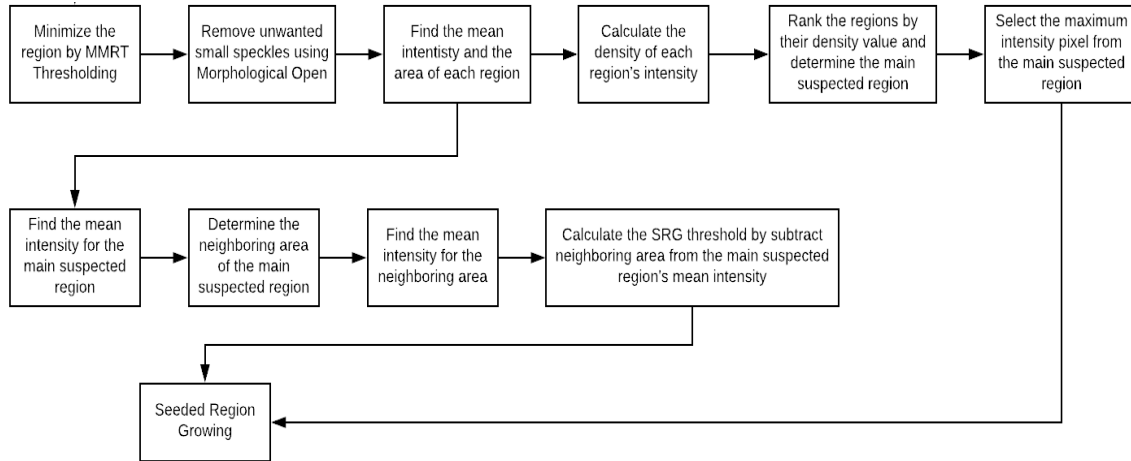 Minimize the
region by MMRT
Thresholding
Remove unwanted
small speckles using
Morphological Open
Find the mean
intentisty and the
area of each region
Calculate the
density of each
region's intensity
Rank the regions by
their density value and
determine the main
suspected region
Select the maximum
intensity pixel from
the main suspected
region
Find the mean
intensity for the
main suspected
region
Determine the
neighboring area
of the main
suspected region
Find the mean
intensity for the
neighboring area
Calculate the SRG threshold by subtract
neighboring area from the main suspected
region's mean intensity
Seeded Region
Growing